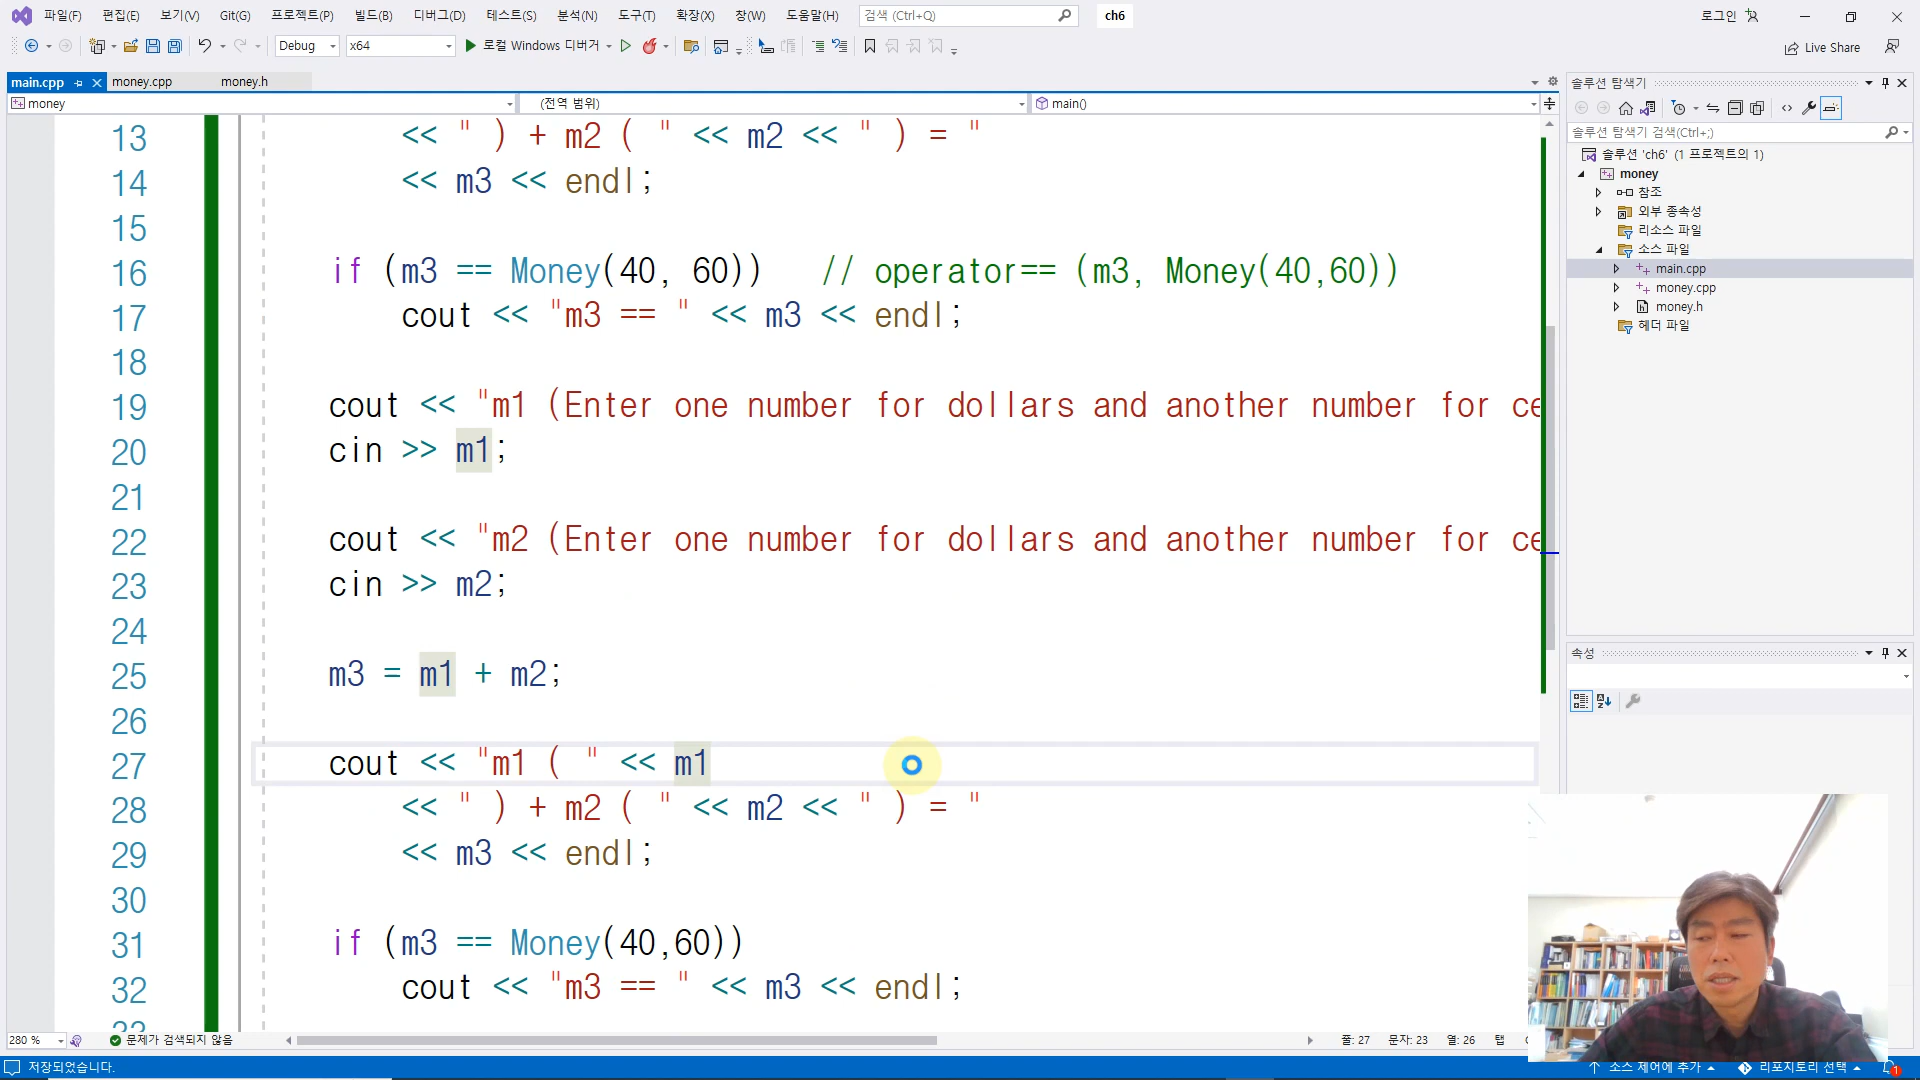 파일(F) 편집(E) 보기(V) Git(G) 프로젝트(P) 빌드(B) 디버그(D) 테스트(S) 분석(N) 도구(T) 확장(X) 창(W) 도움말(H) 검색 (Ctrl+Q) ch6 로그인
Debug x64 로컬 Windows 디버거 Live Share
main.cpp money.cpp money.h
money (전역 범위) main()
13 << " ) + m2 ( " << m2 << " ) = "
14 << m3 << endl;
15
16 if (m3 == Money(40, 60)) // operator== (m3, Money(40,60))
17 cout << "m3 == " << m3 << endl;
18
19 cout << "m1 (Enter one number for dollars and another number for ce
20 cin >> m1;
21
22 cout << "m2 (Enter one number for dollars and another number for ce
23 cin >> m2;
24
25 m3 = m1 + m2;
26
27 cout << "m1 ( " << m1
28 << " ) + m2 ( " << m2 << " ) = "
29 << m3 << endl;
30
31 if (m3 == Money(40,60))
32 cout << "m3 == " << m3 << endl;
33
280 % 문제가 검색되지 않음 줄: 27 문자: 23 열: 26 탭
저장되었습니다. 소스 제어에 추가 리포지토리 선택 1
솔루션 탐색기
솔루션 탐색기 검색(Ctrl+;)
솔루션 'ch6' (1 프로젝트의 1)
money
참조
외부 종속성
리소스 파일
소스 파일
main.cpp
money.cpp
money.h
헤더 파일
속성